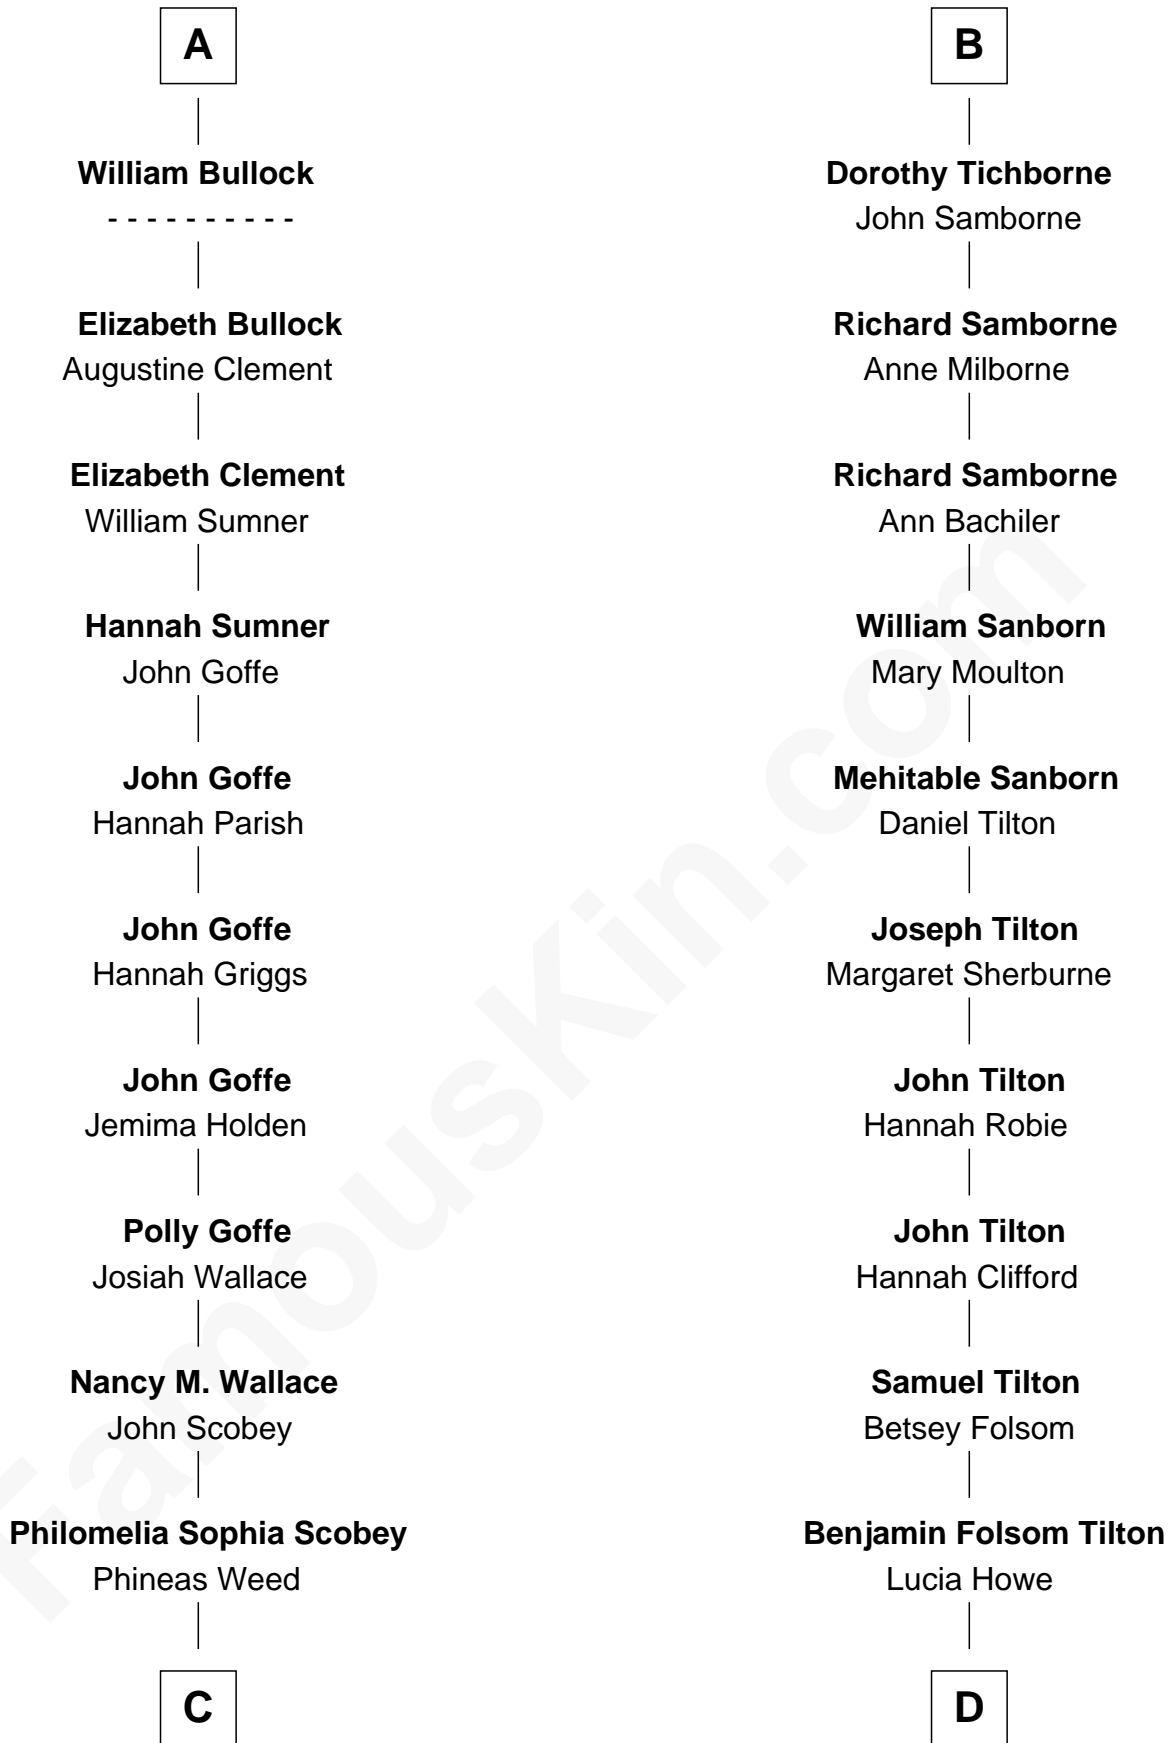 A
William Bullock
- - - - - - - - - -
Elizabeth Bullock
Augustine Clement
Elizabeth Clement
William Sumner
Hannah Sumner
John Goffe
John Goffe
Hannah Parish
John Goffe
Hannah Griggs
John Goffe
Jemima Holden
Polly Goffe
Josiah Wallace
Nancy M. Wallace
John Scobey
Philomelia Sophia Scobey
Phineas Weed
C
B
Dorothy Tichborne
John Samborne
Richard Samborne
Anne Milborne
Richard Samborne
Ann Bachiler
William Sanborn
Mary Moulton
Mehitable Sanborn
Daniel Tilton
Joseph Tilton
Margaret Sherburne
John Tilton
Hannah Robie
John Tilton
Hannah Clifford
Samuel Tilton
Betsey Folsom
Benjamin Folsom Tilton
Lucia Howe
D
FamousKin.com